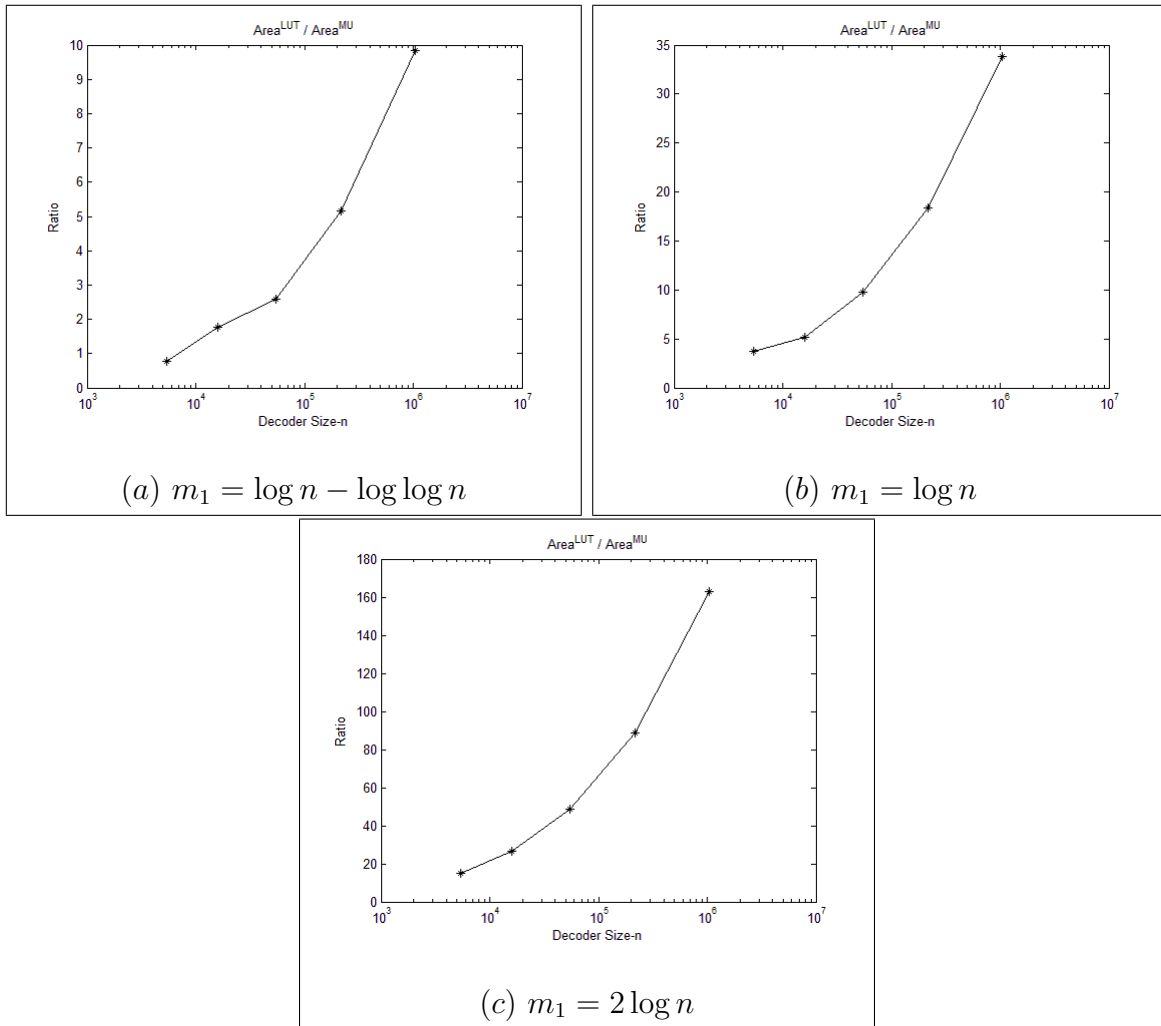 Area^LUT / Area^MU
10
9
8
7
6
5
4
3
2
1
0
Ratio
10^3 10^4 10^5 10^6 10^7
Decoder Size-n
(a) m_1 = log n − log log n
Area^LUT / Area^MU
35
30
25
20
15
10
5
0
Ratio
10^3 10^4 10^5 10^6 10^7
Decoder Size-n
(b) m_1 = log n
Area^LUT / Area^MU
180
160
140
120
100
80
60
40
20
0
Ratio
10^3 10^4 10^5 10^6 10^7
Decoder Size-n
(c) m_1 = 2 log n